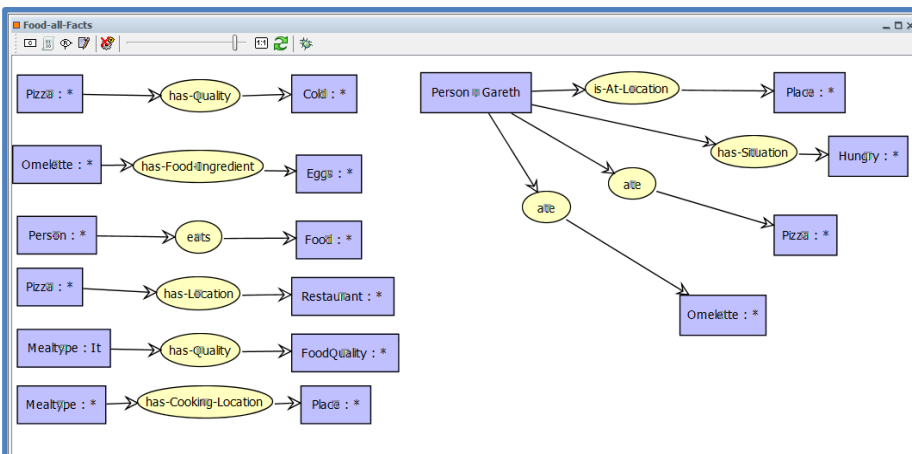 Food-all-Facts
1:1
Pizza : * has-Quality Cold : *
Omelette : * has-Food-Ingredient Eggs : *
Person : * eats Food : *
Pizza : * has-Location Restaurant : *
Mealtype : It has-Quality FoodQuality : *
Mealtype : * has-Cooking-Location Place : *
Person : Gareth is-At-Location Place : *
has-Situation Hungry : *
ate Pizza : *
ate Omelette : *